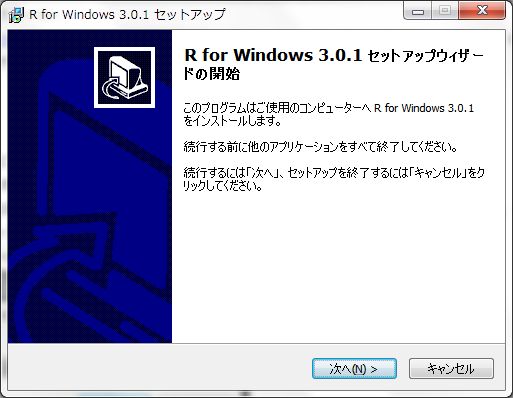 R for Windows 3.0.1 セットアップ
R for Windows 3.0.1 セットアップウィザー
ドの開始
このプログラムはご使用のコンピューターへ R for Windows 3.0.1
をインストールします。
続行する前に他のアプリケーションをすべて終了してください。
続行するには「次へ」、セットアップを終了するには「キャンセル」をク
リックしてください。
次へ(N) >
キャンセル